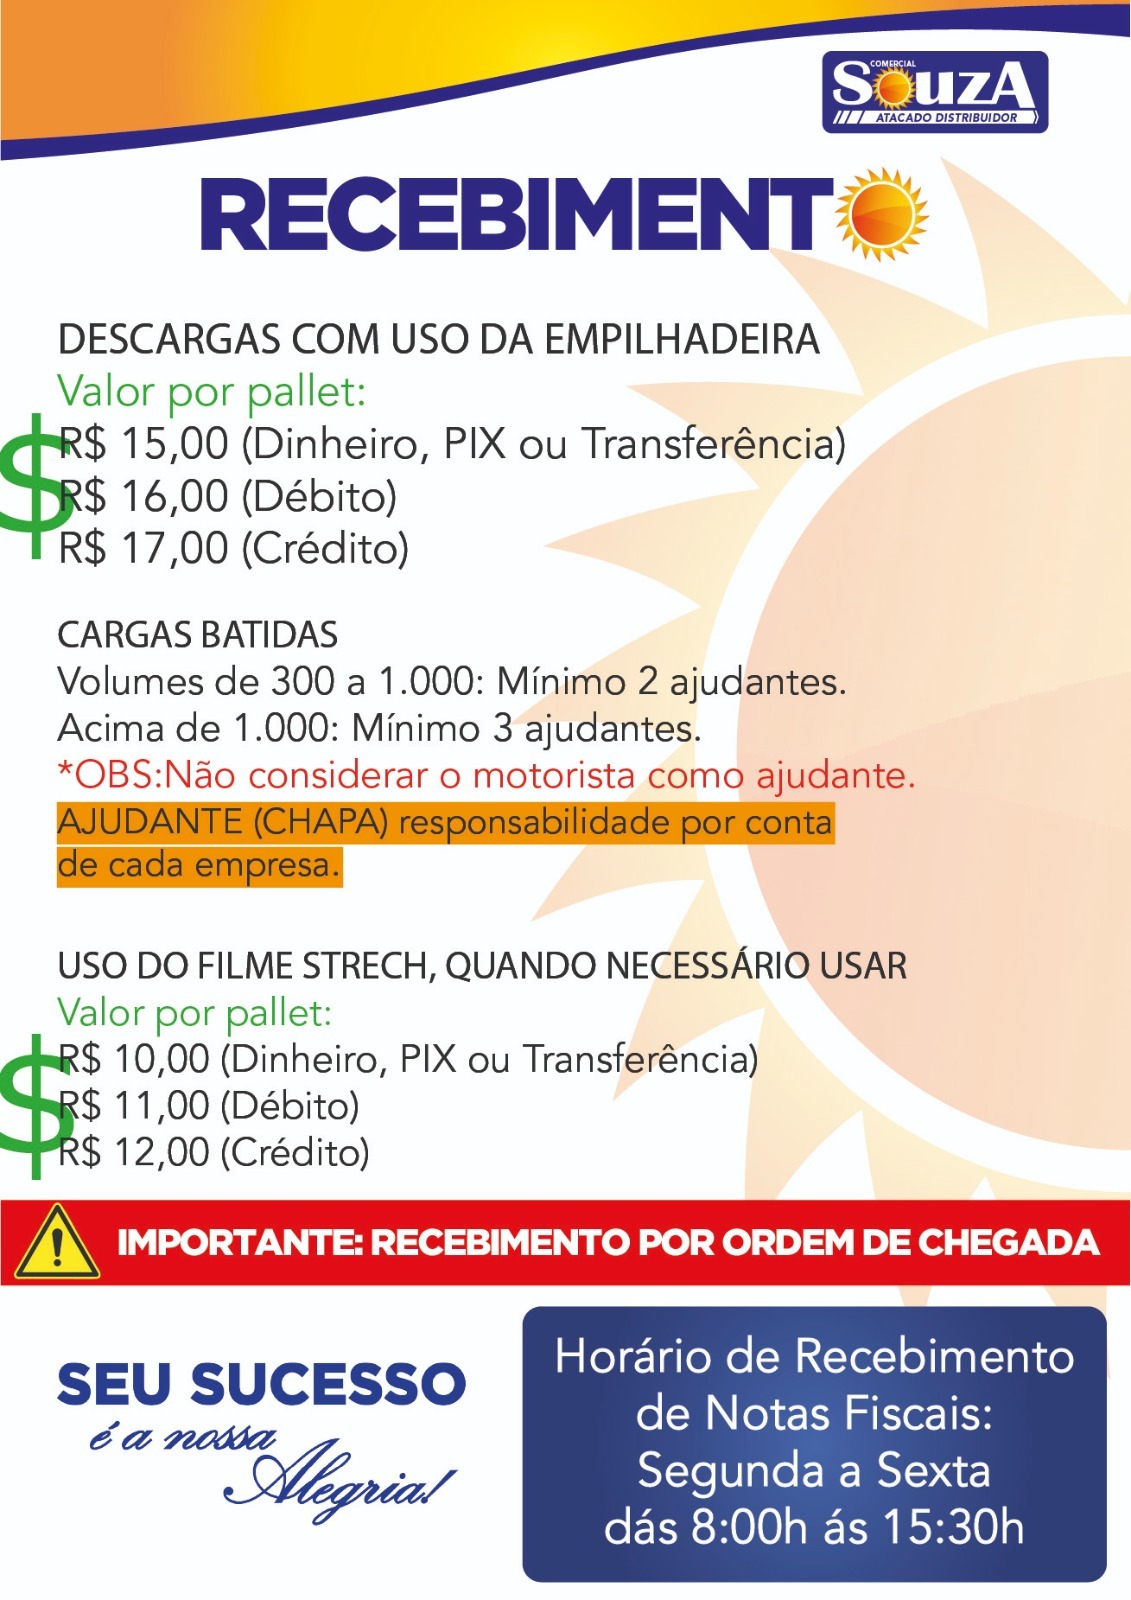 COMERCIAL
SOUZA
ATACADO DISTRIBUIDOR
RECEBIMENTO
DESCARGAS COM USO DA EMPILHADEIRA
Valor por pallet:
$
R$ 15,00 (Dinheiro, PIX ou Transferência)
R$ 16,00 (Débito)
R$ 17,00 (Crédito)
CARGAS BATIDAS
Volumes de 300 a 1.000: Mínimo 2 ajudantes.
Acima de 1.000: Mínimo 3 ajudantes.
*OBS:Não considerar o motorista como ajudante.
AJUDANTE (CHAPA) responsabilidade por conta
de cada empresa.
USO DO FILME STRECH, QUANDO NECESSÁRIO USAR
Valor por pallet:
$
R$ 10,00 (Dinheiro, PIX ou Transferência)
R$ 11,00 (Débito)
R$ 12,00 (Crédito)
! IMPORTANTE: RECEBIMENTO POR ORDEM DE CHEGADA
SEU SUCESSO
é a nossa
Alegria!
Horário de Recebimento
de Notas Fiscais:
Segunda a Sexta
dás 8:00h ás 15:30h